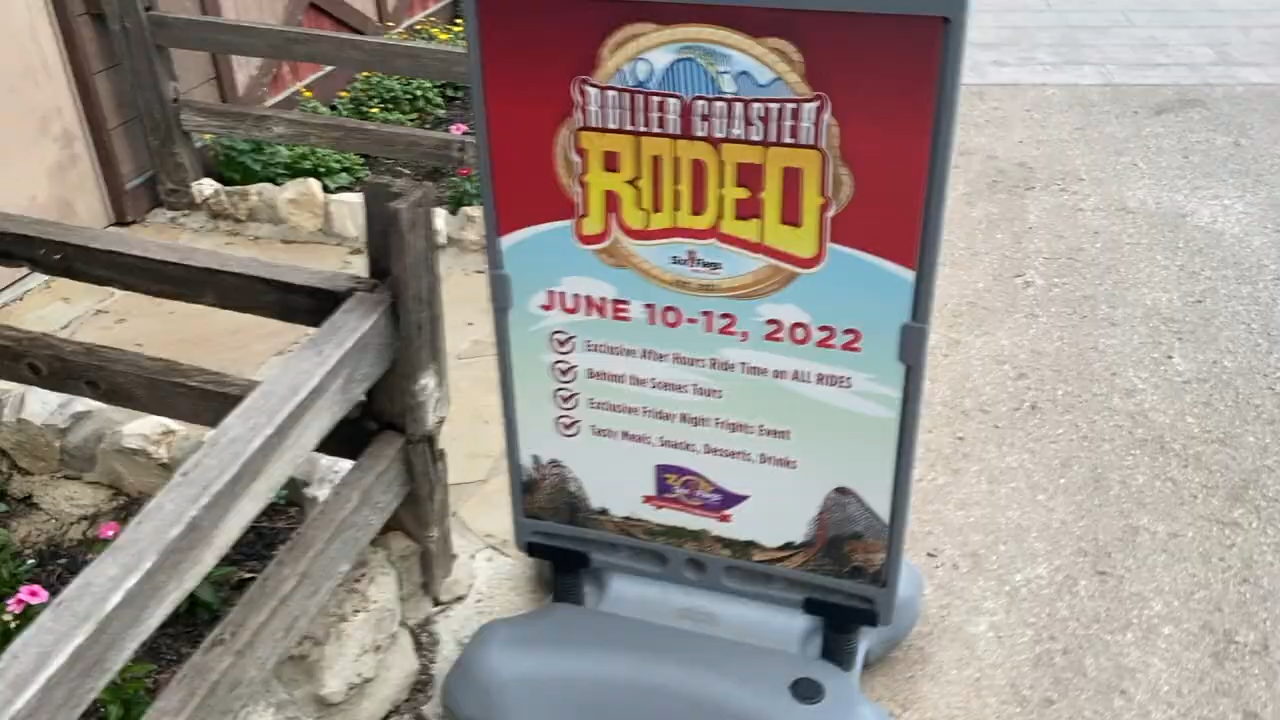 ROLLER COASTER
RODEO
Six Flags
JUNE 10-12, 2022
Exclusive After Hours Ride Time on ALL RIDES
Behind the Scenes Tours
Exclusive Friday Night Frights Event
Tasty Meals, Snacks, Desserts, Drinks